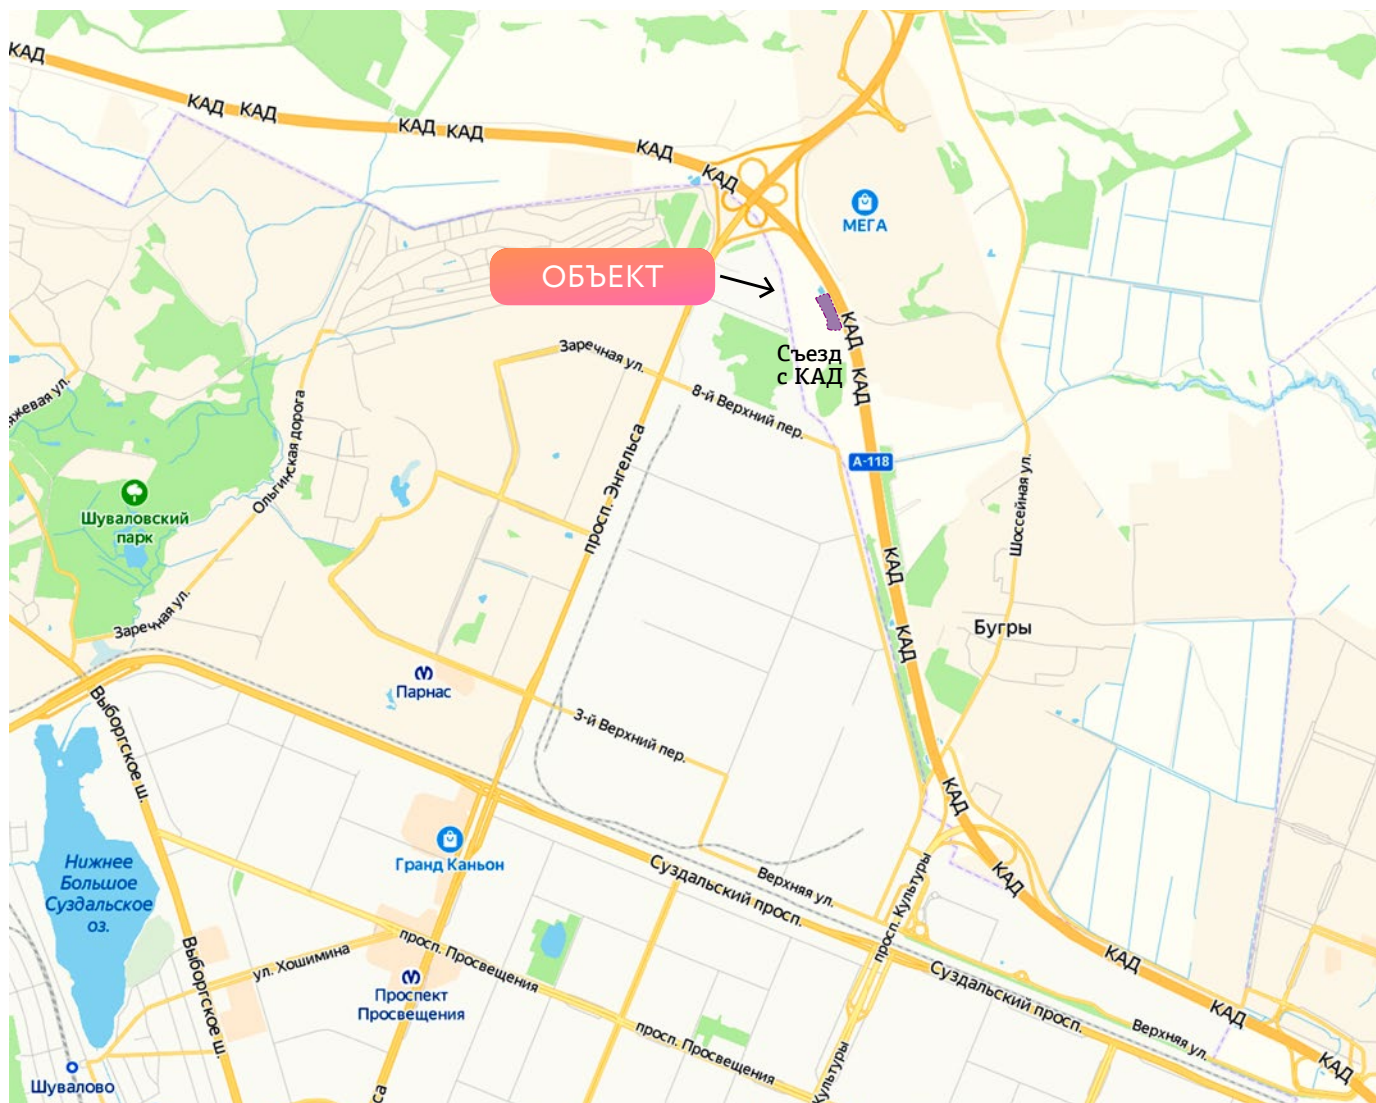 КАД
КАД
КАД
КАД
КАД
КАД
КАД
МЕГА
ОБЪЕКТ
КАД
Съезд
с КАД
КАД
Заречная ул.
8-й Верхний пер.
Ольгинская дорога
просп. Энгельса
А-118
Шоссейная ул.
Шуваловский
парк
КАД
Заречная ул.
КАД
Бугры
Парнас
Выборгское ш.
3-й Верхний пер.
КАД
Гранд Каньон
Нижнее
Большое
Суздальское
оз.
Суздальский просп.
Верхняя ул.
просп. Культуры
КАД
Выборгское ш.
ул. Хошимина
просп. Просвещения
КАД
Суздальский просп.
Проспект
Просвещения
КАД
Верхняя ул.
просп. Просвещения
КАД
Шувалово
Культуры